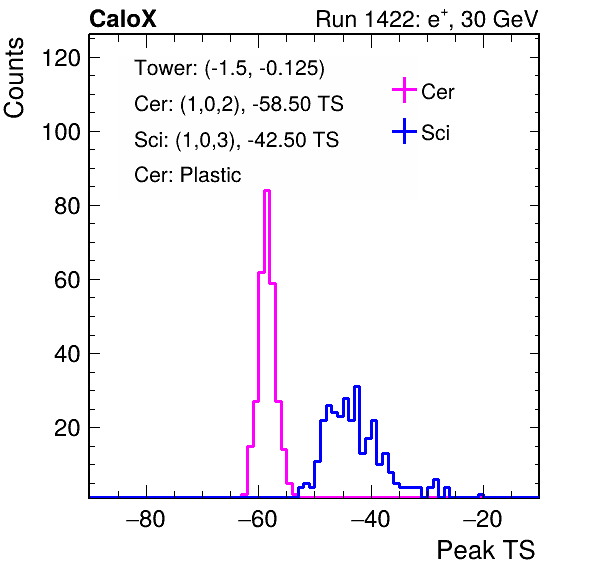 CaloX Run 1422: e⁺, 30 GeV
Counts
Tower: (-1.5, -0.125)
Cer: (1,0,2), -58.50 TS
Sci: (1,0,3), -42.50 TS
Cer: Plastic
Cer
Sci
120
100
80
60
40
20
−80 −60 −40 −20
Peak TS